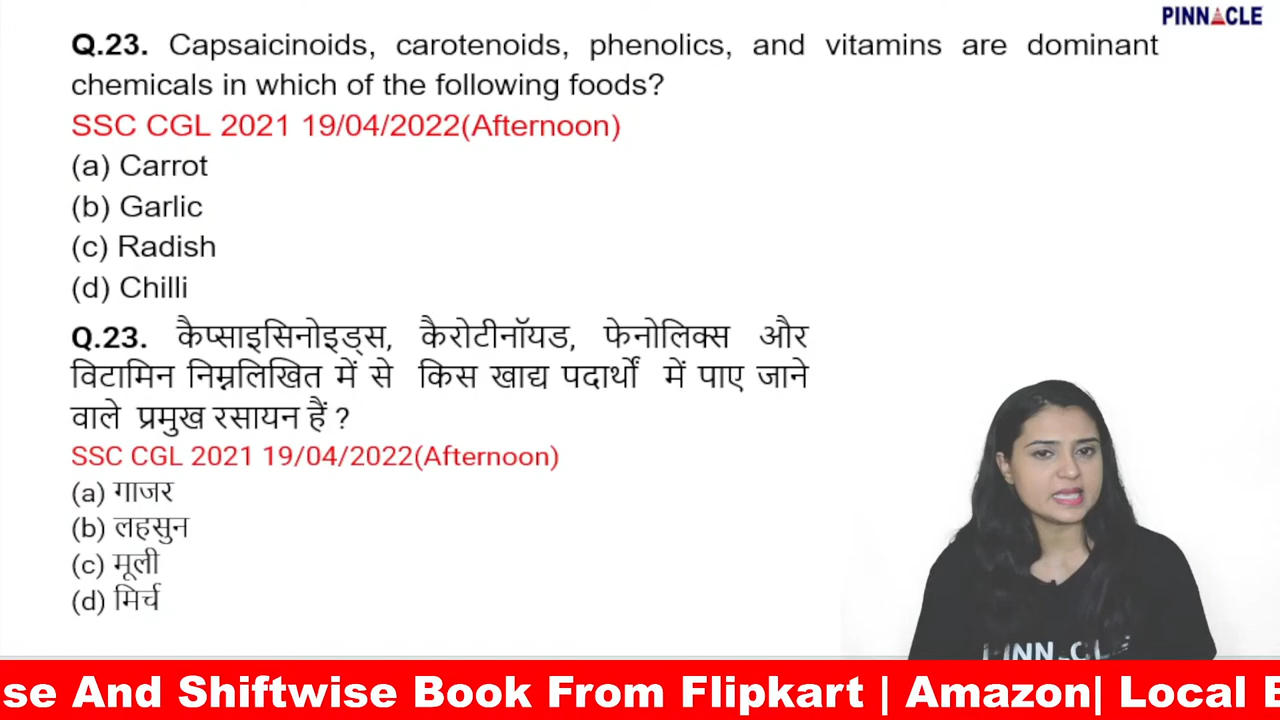 PINNACLE
Q.23. Capsaicinoids, carotenoids, phenolics, and vitamins are dominant
chemicals in which of the following foods?
SSC CGL 2021 19/04/2022(Afternoon)
(a) Carrot
(b) Garlic
(c) Radish
(d) Chilli
Q.23. कैप्साइसिनोइड्स, कैरोटीनॉयड, फेनोलिक्स और
विटामिन निम्नलिखित में से किस खाद्य पदार्थों में पाए जाने
वाले प्रमुख रसायन हैं ?
SSC CGL 2021 19/04/2022(Afternoon)
(a) गाजर
(b) लहसुन
(c) मूली
(d) मिर्च
PINNACLE
se And Shiftwise Book From Flipkart | Amazon| Local